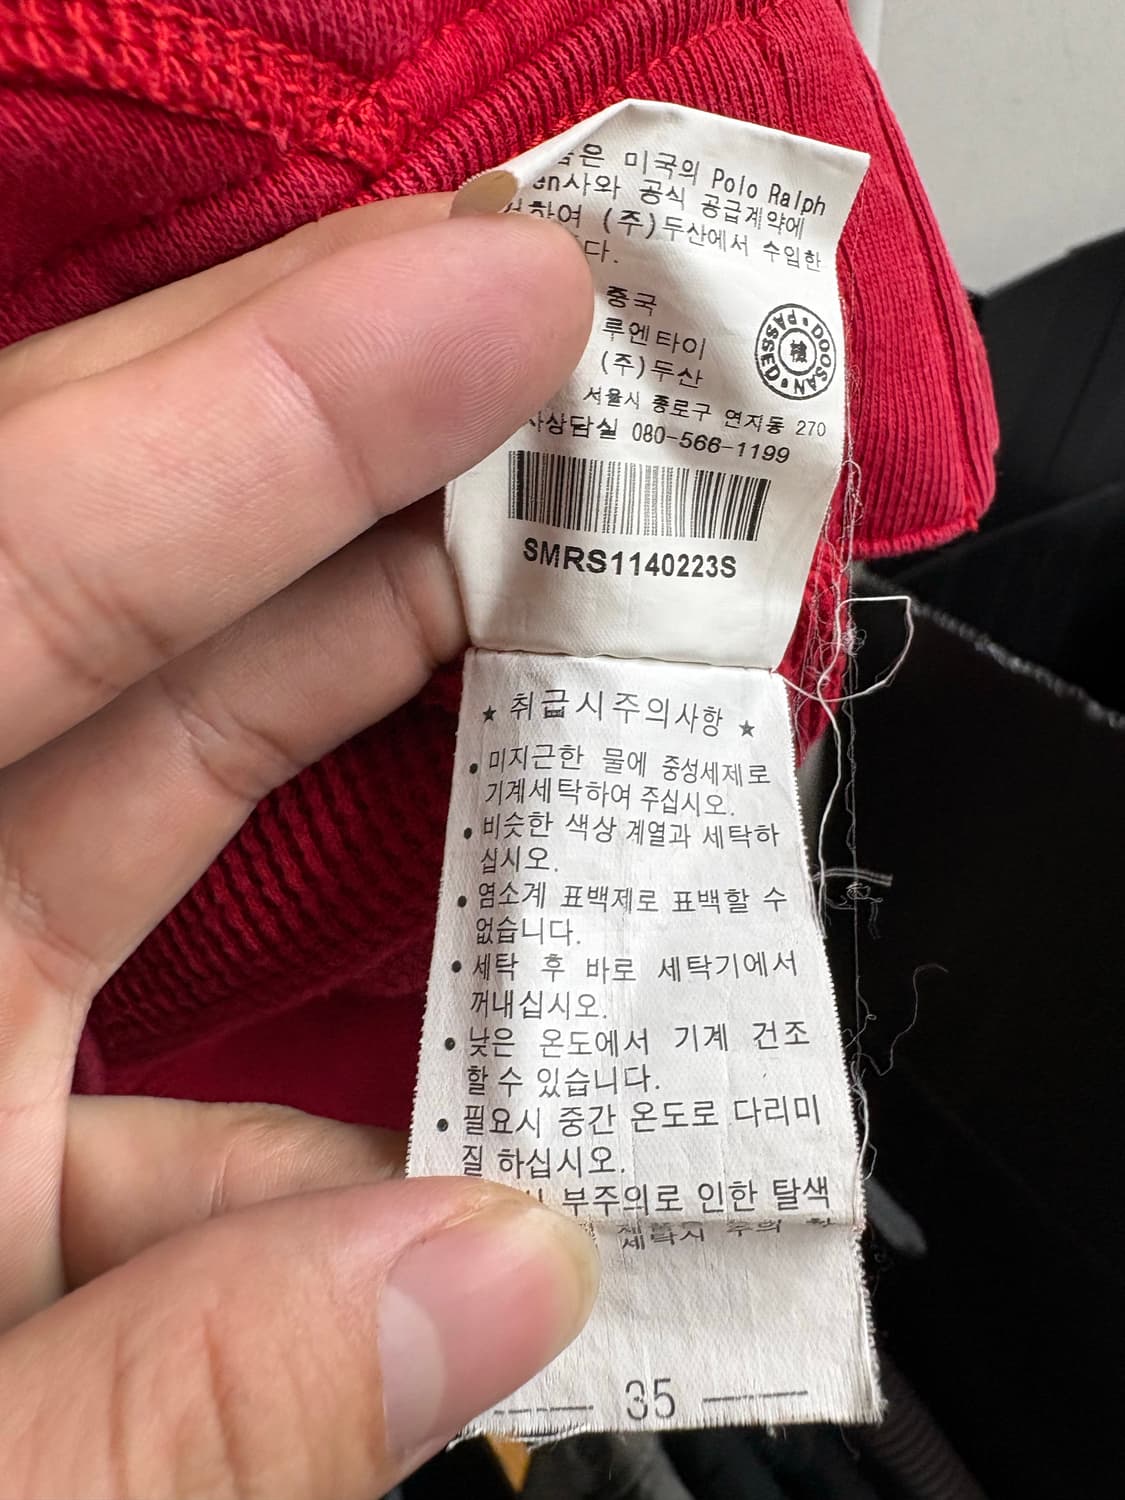 은 미국의 Polo Ralph
en사와 공식 공급계약에
하여 (주)두산에서 수입한
다.
중국
루엔타이
(주)두산
DOOSAN PASSED
檢
서울시 종로구 연지동 270
상담실 080-566-1199
SMRS1140223S
★ 취급시주의사항 ★
• 미지근한 물에 중성세제로
기계세탁하여 주십시오.
• 비슷한 색상 계열과 세탁하
십시오.
• 염소계 표백제로 표백할 수
없습니다.
• 세탁 후 바로 세탁기에서
꺼내십시오.
• 낮은 온도에서 기계 건조
할 수 있습니다.
• 필요시 중간 온도로 다리미
질 하십시오.
부주의로 인한 탈색
세탁시 주의
35